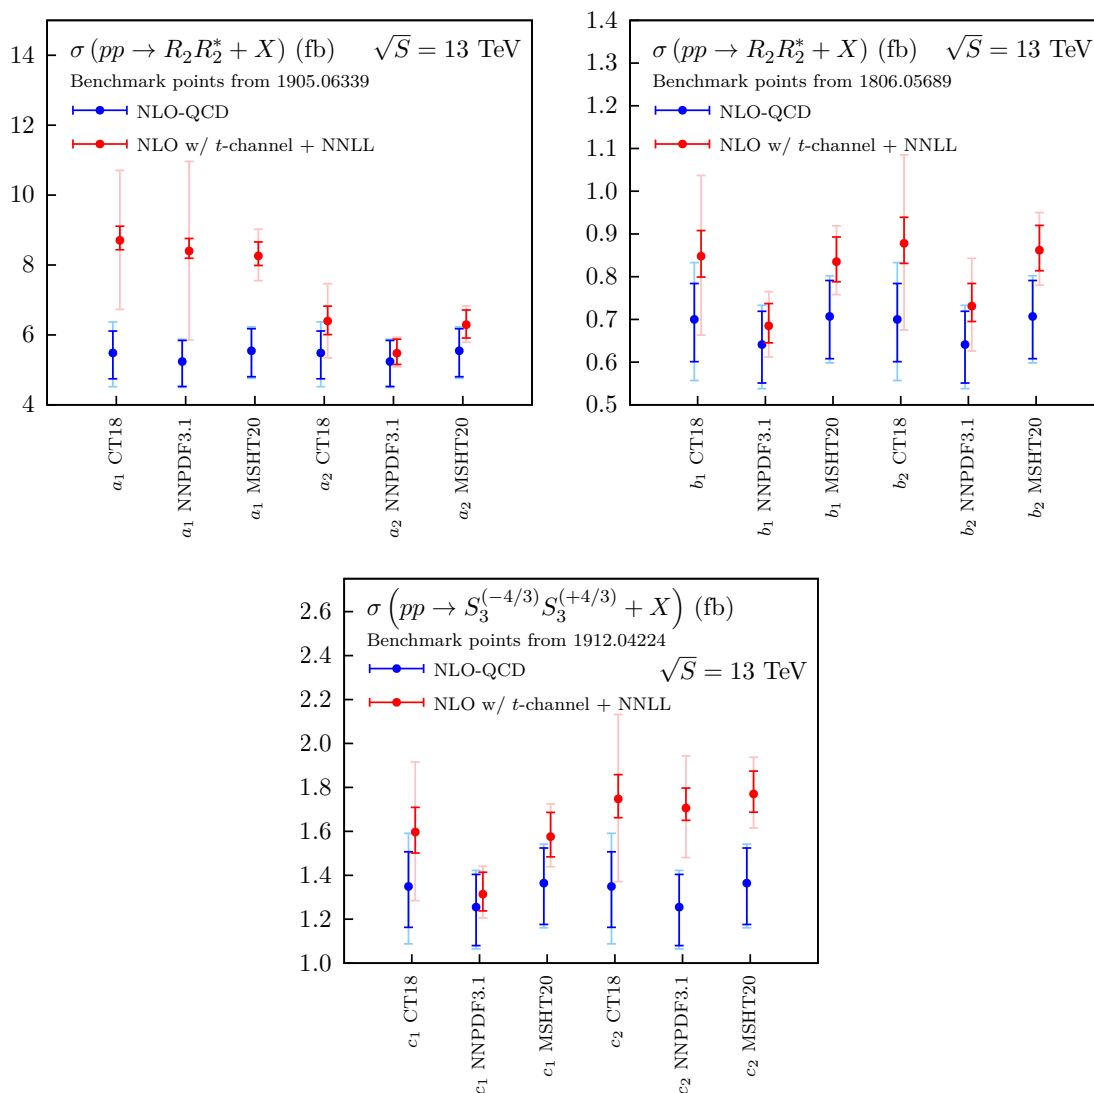 σ (pp → R₂R₂* + X) (fb) √S = 13 TeV
Benchmark points from 1905.06339
NLO-QCD
NLO w/ t-channel + NNLL
14
12
10
8
6
4
a₁ CT18
a₁ NNPDF3.1
a₁ MSHT20
a₂ CT18
a₂ NNPDF3.1
a₂ MSHT20
σ (pp → R₂R₂* + X) (fb) √S = 13 TeV
Benchmark points from 1806.05689
NLO-QCD
NLO w/ t-channel + NNLL
1.4
1.3
1.2
1.1
1.0
0.9
0.8
0.7
0.6
0.5
b₁ CT18
b₁ NNPDF3.1
b₁ MSHT20
b₂ CT18
b₂ NNPDF3.1
b₂ MSHT20
σ (pp → S₃^(−4/3) S₃^(+4/3) + X) (fb)
Benchmark points from 1912.04224
NLO-QCD
√S = 13 TeV
NLO w/ t-channel + NNLL
2.6
2.4
2.2
2.0
1.8
1.6
1.4
1.2
1.0
c₁ CT18
c₁ NNPDF3.1
c₁ MSHT20
c₂ CT18
c₂ NNPDF3.1
c₂ MSHT20